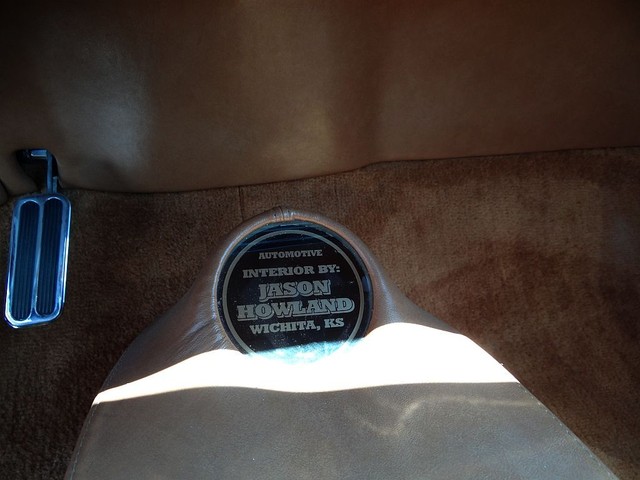 AUTOMOTIVE
INTERIOR BY:
JASON
HOWLAND
WICHITA, KS